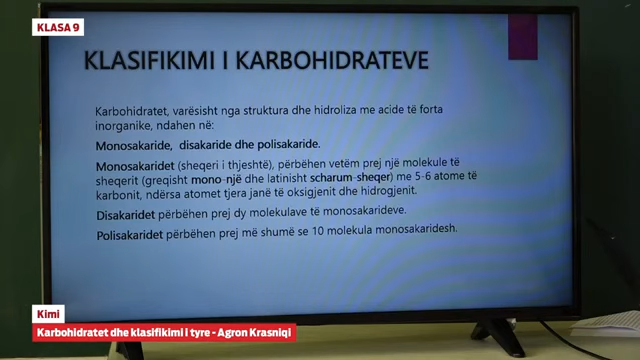 KLASA 9
KLASIFIKIMI I KARBOHIDRATEVE
Karbohidratet, varësisht nga struktura dhe hidroliza me acide të forta
inorganike, ndahen në:
Monosakaride, disakaride dhe polisakaride.
Monosakaridet (sheqeri i thjeshtë), përbëhen vetëm prej një molekule të
sheqerit (greqisht mono-një dhe latinisht scharum-sheqer) me 5-6 atome të
karbonit, ndërsa atomet tjera janë të oksigjenit dhe hidrogjenit.
Disakaridet përbëhen prej dy molekulave të monosakarideve.
Polisakaridet përbëhen prej më shumë se 10 molekula monosakaridesh.
Kimi
Karbohidratet dhe klasifikimi i tyre - Agron Krasniqi